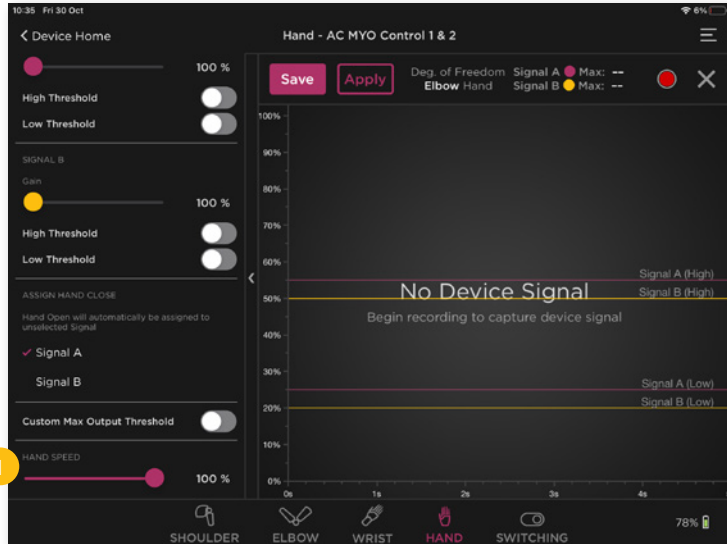 10:35 Fri 30 Oct
6%
Device Home
Hand - AC MYO Control 1 & 2
100 %
High Threshold
Low Threshold
SIGNAL B
Gain
100 %
High Threshold
Low Threshold
ASSIGN HAND CLOSE
Hand Open will automatically be assigned to
unselected Signal
Signal A
Signal B
Custom Max Output Threshold
HAND SPEED
100 %
Save
Apply
Deg. of Freedom Signal A Max: --
Elbow Hand Signal B Max: --
100%
90%
80%
70%
60%
50%
40%
30%
20%
10%
0%
Signal A (High)
No Device Signal
Signal B (High)
Begin recording to capture device signal
Signal A (Low)
Signal B (Low)
0s 1s 2s 3s 4s
SHOULDER ELBOW WRIST HAND SWITCHING
78%